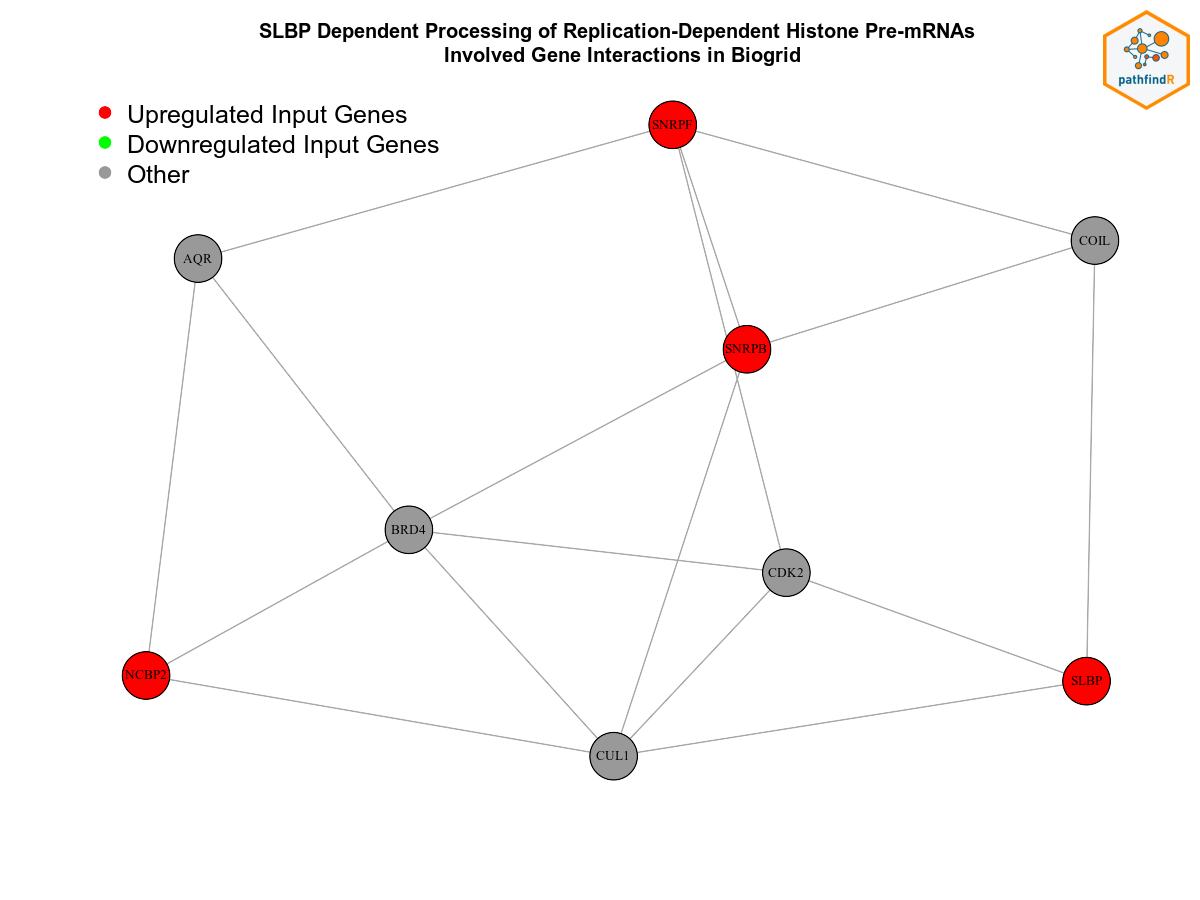 SLBP Dependent Processing of Replication-Dependent Histone Pre-mRNAs
Involved Gene Interactions in Biogrid
pathfindR
Upregulated Input Genes
Downregulated Input Genes
Other
SNRPF
COIL
AQR
SNRPB
BRD4
CDK2
NCBP2
SLBP
CUL1